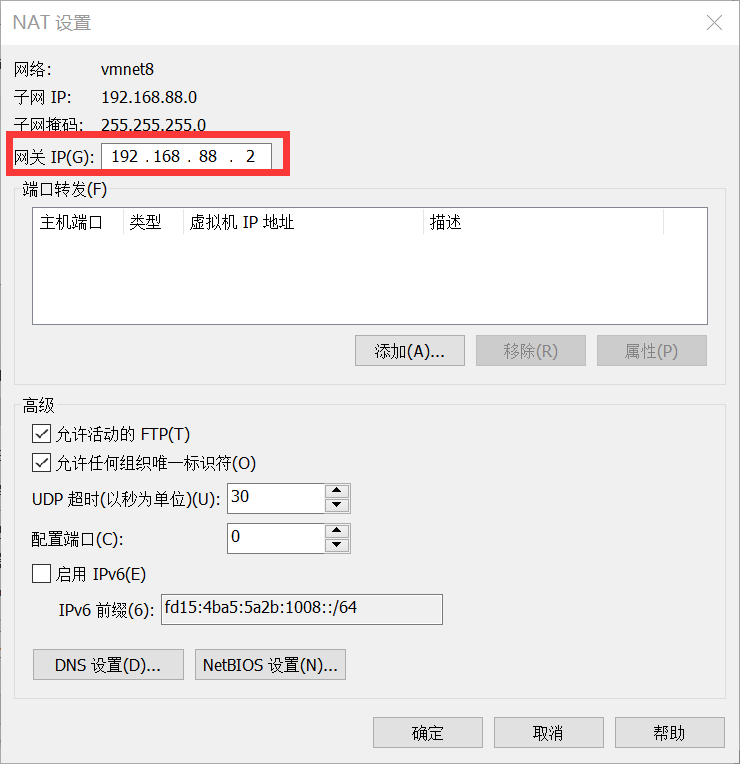 NAT 设置
网络: vmnet8
子网 IP: 192.168.88.0
子网掩码: 255.255.255.0
网关 IP(G): 192 . 168 . 88 . 2
端口转发(F)
主机端口 类型 虚拟机 IP 地址 描述
添加(A)... 移除(R) 属性(P)
高级
允许活动的 FTP(T)
允许任何组织唯一标识符(O)
UDP 超时(以秒为单位)(U): 30
配置端口(C): 0
启用 IPv6(E)
IPv6 前缀(6): fd15:4ba5:5a2b:1008::/64
DNS 设置(D)... NetBIOS 设置(N)...
确定 取消 帮助